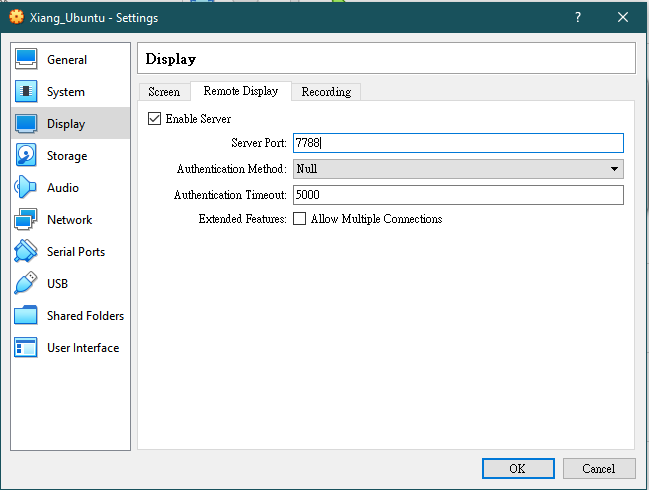 Xiang_Ubuntu - Settings
?
General
System
Display
Storage
Audio
Network
Serial Ports
USB
Shared Folders
User Interface
Display
Screen
Remote Display
Recording
Enable Server
Server Port: 7788
Authentication Method: Null
Authentication Timeout: 5000
Extended Features: Allow Multiple Connections
OK
Cancel